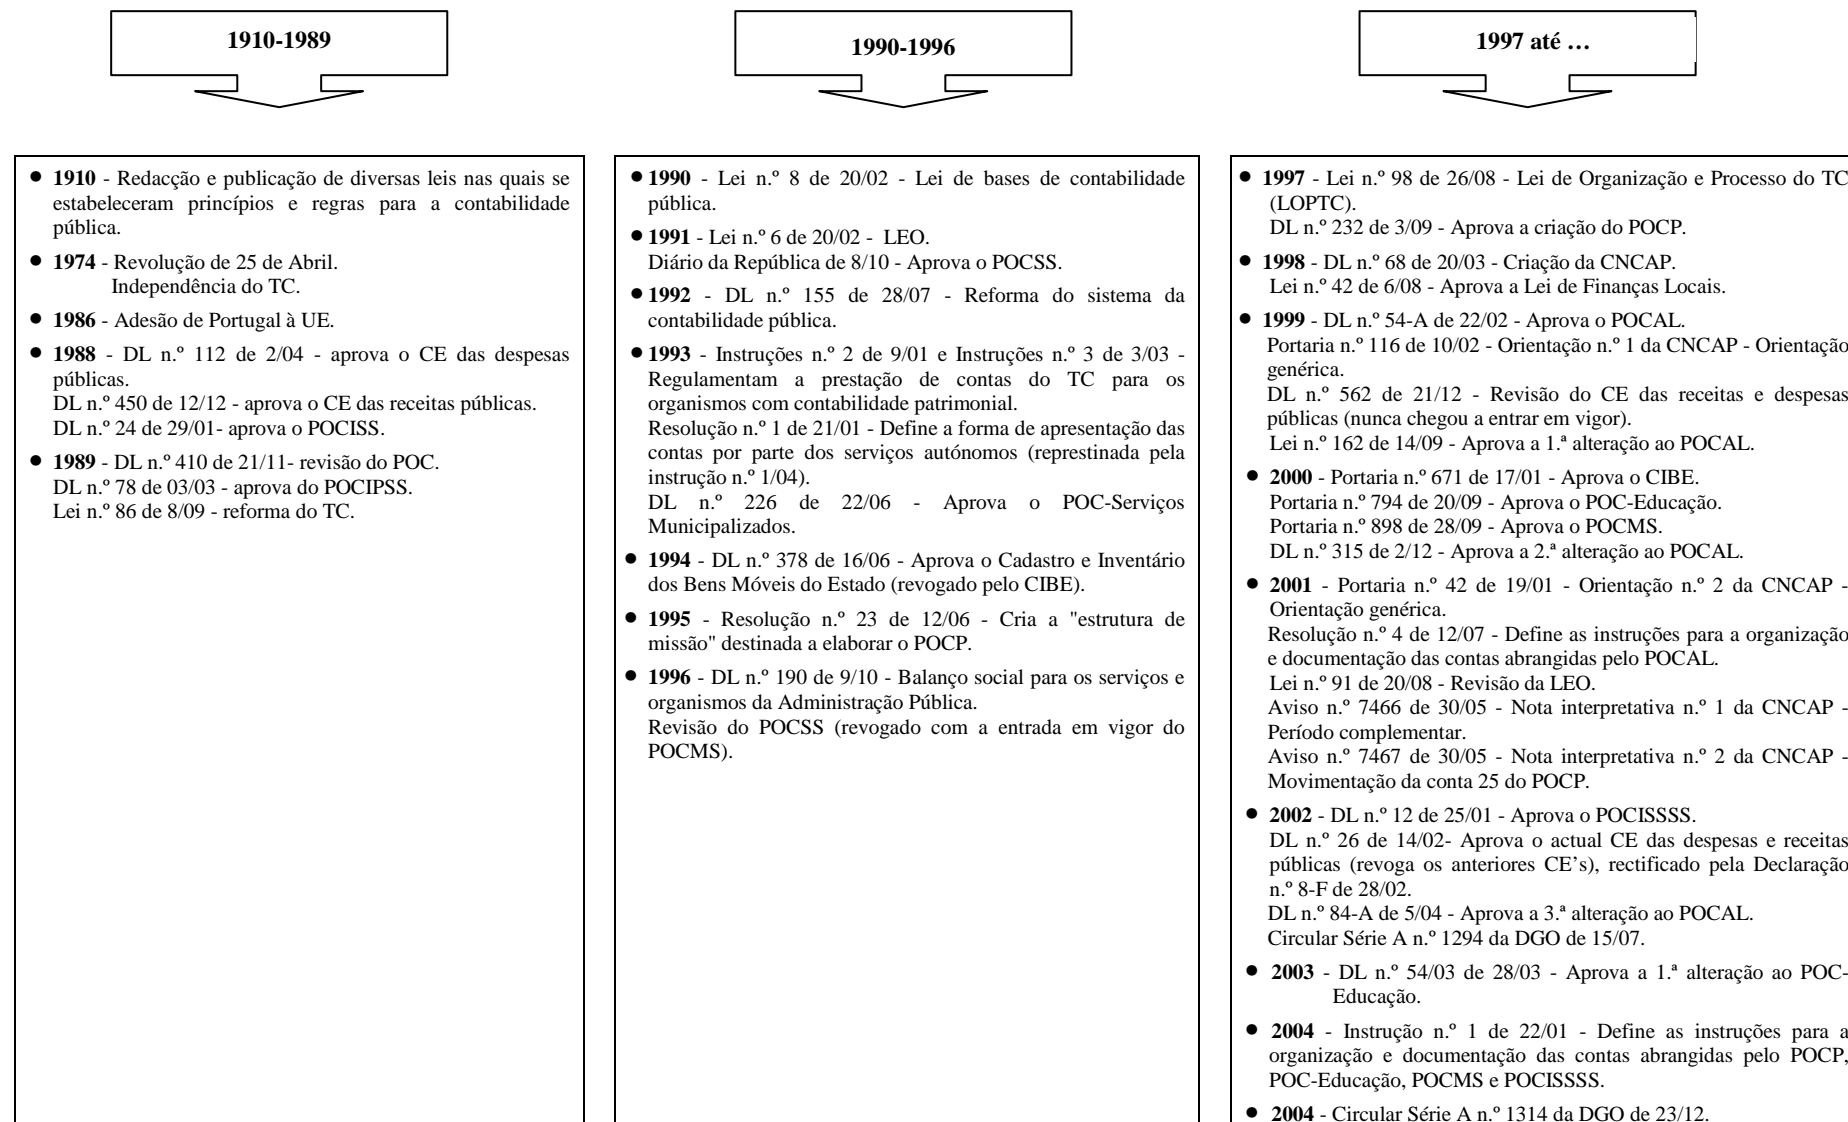 1910-1989
1990-1996
1997 até …
• 1910 - Redacção e publicação de diversas leis nas quais se
estabeleceram princípios e regras para a contabilidade
pública.
• 1974 - Revolução de 25 de Abril.
Independência do TC.
• 1986 - Adesão de Portugal à UE.
• 1988 - DL n.º 112 de 2/04 - aprova o CE das despesas
públicas.
DL n.º 450 de 12/12 - aprova o CE das receitas públicas.
DL n.º 24 de 29/01- aprova o POCISS.
• 1989 - DL n.º 410 de 21/11- revisão do POC.
DL n.º 78 de 03/03 - aprova do POCIPSS.
Lei n.º 86 de 8/09 - reforma do TC.
• 1990 - Lei n.º 8 de 20/02 - Lei de bases de contabilidade
pública.
• 1991 - Lei n.º 6 de 20/02 - LEO.
Diário da República de 8/10 - Aprova o POCSS.
• 1992 - DL n.º 155 de 28/07 - Reforma do sistema da
contabilidade pública.
• 1993 - Instruções n.º 2 de 9/01 e Instruções n.º 3 de 3/03 -
Regulamentam a prestação de contas do TC para os
organismos com contabilidade patrimonial.
Resolução n.º 1 de 21/01 - Define a forma de apresentação das
contas por parte dos serviços autónomos (represtinada pela
instrução n.º 1/04).
DL n.º 226 de 22/06 - Aprova o POC-Serviços
Municipalizados.
• 1994 - DL n.º 378 de 16/06 - Aprova o Cadastro e Inventário
dos Bens Móveis do Estado (revogado pelo CIBE).
• 1995 - Resolução n.º 23 de 12/06 - Cria a "estrutura de
missão" destinada a elaborar o POCP.
• 1996 - DL n.º 190 de 9/10 - Balanço social para os serviços e
organismos da Administração Pública.
Revisão do POCSS (revogado com a entrada em vigor do
POCMS).
• 1997 - Lei n.º 98 de 26/08 - Lei de Organização e Processo do TC
(LOPTC).
DL n.º 232 de 3/09 - Aprova a criação do POCP.
• 1998 - DL n.º 68 de 20/03 - Criação da CNCAP.
Lei n.º 42 de 6/08 - Aprova a Lei de Finanças Locais.
• 1999 - DL n.º 54-A de 22/02 - Aprova o POCAL.
Portaria n.º 116 de 10/02 - Orientação n.º 1 da CNCAP - Orientação
genérica.
DL n.º 562 de 21/12 - Revisão do CE das receitas e despesas
públicas (nunca chegou a entrar em vigor).
Lei n.º 162 de 14/09 - Aprova a 1.ª alteração ao POCAL.
• 2000 - Portaria n.º 671 de 17/01 - Aprova o CIBE.
Portaria n.º 794 de 20/09 - Aprova o POC-Educação.
Portaria n.º 898 de 28/09 - Aprova o POCMS.
DL n.º 315 de 2/12 - Aprova a 2.ª alteração ao POCAL.
• 2001 - Portaria n.º 42 de 19/01 - Orientação n.º 2 da CNCAP -
Orientação genérica.
Resolução n.º 4 de 12/07 - Define as instruções para a organização
e documentação das contas abrangidas pelo POCAL.
Lei n.º 91 de 20/08 - Revisão da LEO.
Aviso n.º 7466 de 30/05 - Nota interpretativa n.º 1 da CNCAP -
Período complementar.
Aviso n.º 7467 de 30/05 - Nota interpretativa n.º 2 da CNCAP -
Movimentação da conta 25 do POCP.
• 2002 - DL n.º 12 de 25/01 - Aprova o POCISSSS.
DL n.º 26 de 14/02- Aprova o actual CE das despesas e receitas
públicas (revoga os anteriores CE’s), rectificado pela Declaração
n.º 8-F de 28/02.
DL n.º 84-A de 5/04 - Aprova a 3.ª alteração ao POCAL.
Circular Série A n.º 1294 da DGO de 15/07.
• 2003 - DL n.º 54/03 de 28/03 - Aprova a 1.ª alteração ao POC-
Educação.
• 2004 - Instrução n.º 1 de 22/01 - Define as instruções para a
organização e documentação das contas abrangidas pelo POCP,
POC-Educação, POCMS e POCISSSS.
• 2004 - Circular Série A n.º 1314 da DGO de 23/12.